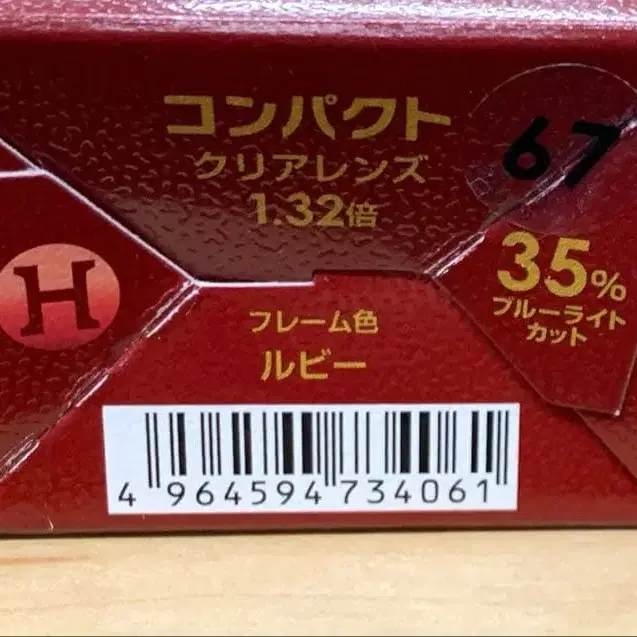 コンパクト
クリアレンズ
1.32倍
67
35%
ブルーライト
カット
H
フレーム色
ルビー
4 964594 734061